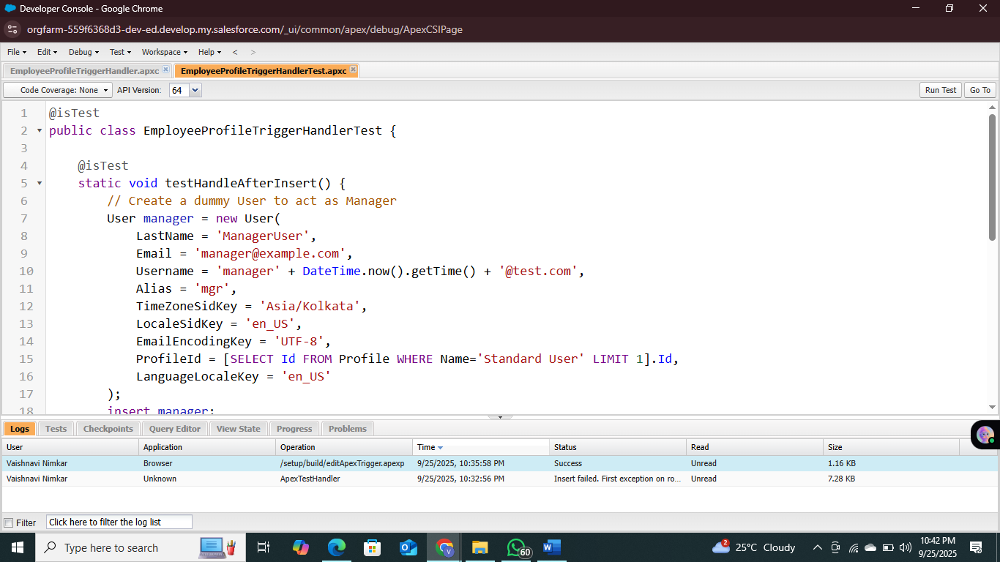 Developer Console - Google Chrome
orgfarm-559f6368d3-dev-ed.develop.my.salesforce.com/_ui/common/apex/debug/ApexCSIPage
File Edit Debug Test Workspace Help < >
EmployeeProfileTriggerHandler.apxc EmployeeProfileTriggerHandlerTest.apxc
Code Coverage: None API Version: 64 Run Test Go To
1 @isTest
2 public class EmployeeProfileTriggerHandlerTest {
3
4 @isTest
5 static void testHandleAfterInsert() {
6 // Create a dummy User to act as Manager
7 User manager = new User(
8 LastName = 'ManagerUser',
9 Email = 'manager@example.com',
10 Username = 'manager' + DateTime.now().getTime() + '@test.com',
11 Alias = 'mgr',
12 TimeZoneSidKey = 'Asia/Kolkata',
13 LocaleSidKey = 'en_US',
14 EmailEncodingKey = 'UTF-8',
15 ProfileId = [SELECT Id FROM Profile WHERE Name='Standard User' LIMIT 1].Id,
16 LanguageLocaleKey = 'en_US'
17 );
18 insert manager;
Logs Tests Checkpoints Query Editor View State Progress Problems
User Application Operation Time Status Read Size
Vaishnavi Nimkar Browser /setup/build/editApexTrigger.apexp 9/25/2025, 10:35:58 PM Success Unread 1.16 KB
Vaishnavi Nimkar Unknown ApexTestHandler 9/25/2025, 10:32:56 PM Insert failed. First exception on ro... Unread 7.28 KB
Filter Click here to filter the log list
Type here to search 60 2 25°C Cloudy 10:42 PM
9/25/2025